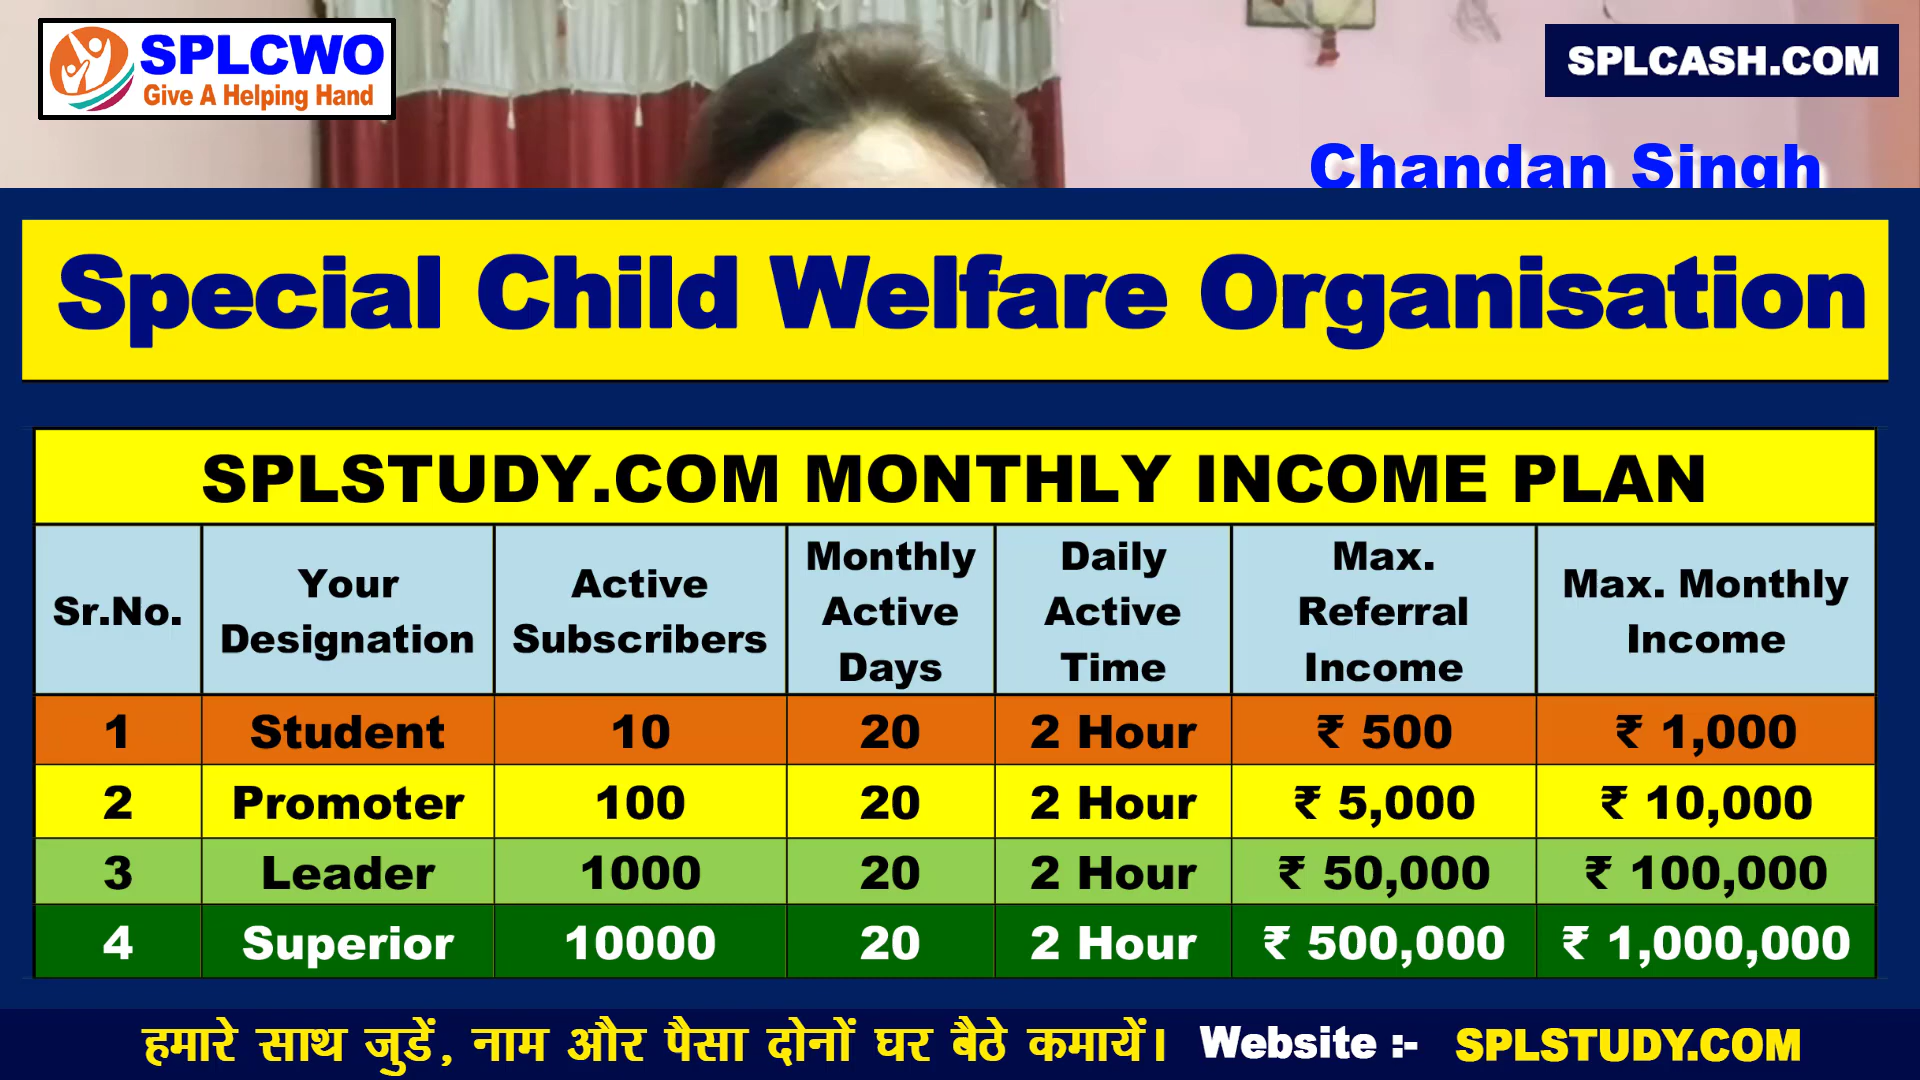 SPLCWO
Give A Helping Hand
SPLCASH.COM
Chandan Singh
Special Child Welfare Organisation
SPLSTUDY.COM MONTHLY INCOME PLAN
Sr.No. Your Designation Active Subscribers Monthly Active Days Daily Active Time Max. Referral Income Max. Monthly Income
1 Student 10 20 2 Hour ₹ 500 ₹ 1,000
2 Promoter 100 20 2 Hour ₹ 5,000 ₹ 10,000
3 Leader 1000 20 2 Hour ₹ 50,000 ₹ 100,000
4 Superior 10000 20 2 Hour ₹ 500,000 ₹ 1,000,000
हमारे साथ जुडें, नाम और पैसा दोनों घर बैठे कमायें। Website :- SPLSTUDY.COM